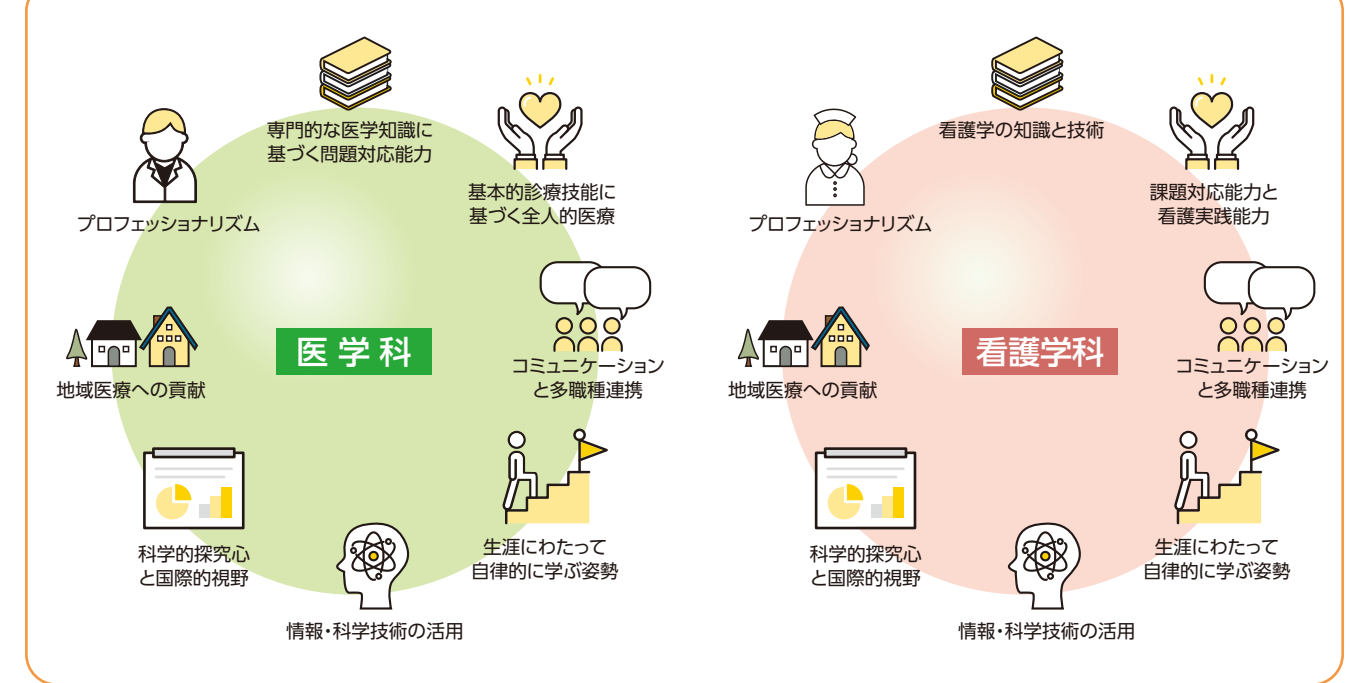 専門的な医学知識に
基づく問題対応能力
基本的診療技能に
基づく全人的医療
コミュニケーション
と多職種連携
生涯にわたって
自律的に学ぶ姿勢
情報・科学技術の活用
科学的探究心
と国際的視野
地域医療への貢献
プロフェッショナリズム
医学科
看護学の知識と技術
課題対応能力と
看護実践能力
コミュニケーション
と多職種連携
生涯にわたって
自律的に学ぶ姿勢
情報・科学技術の活用
科学的探究心
と国際的視野
地域医療への貢献
プロフェッショナリズム
看護学科